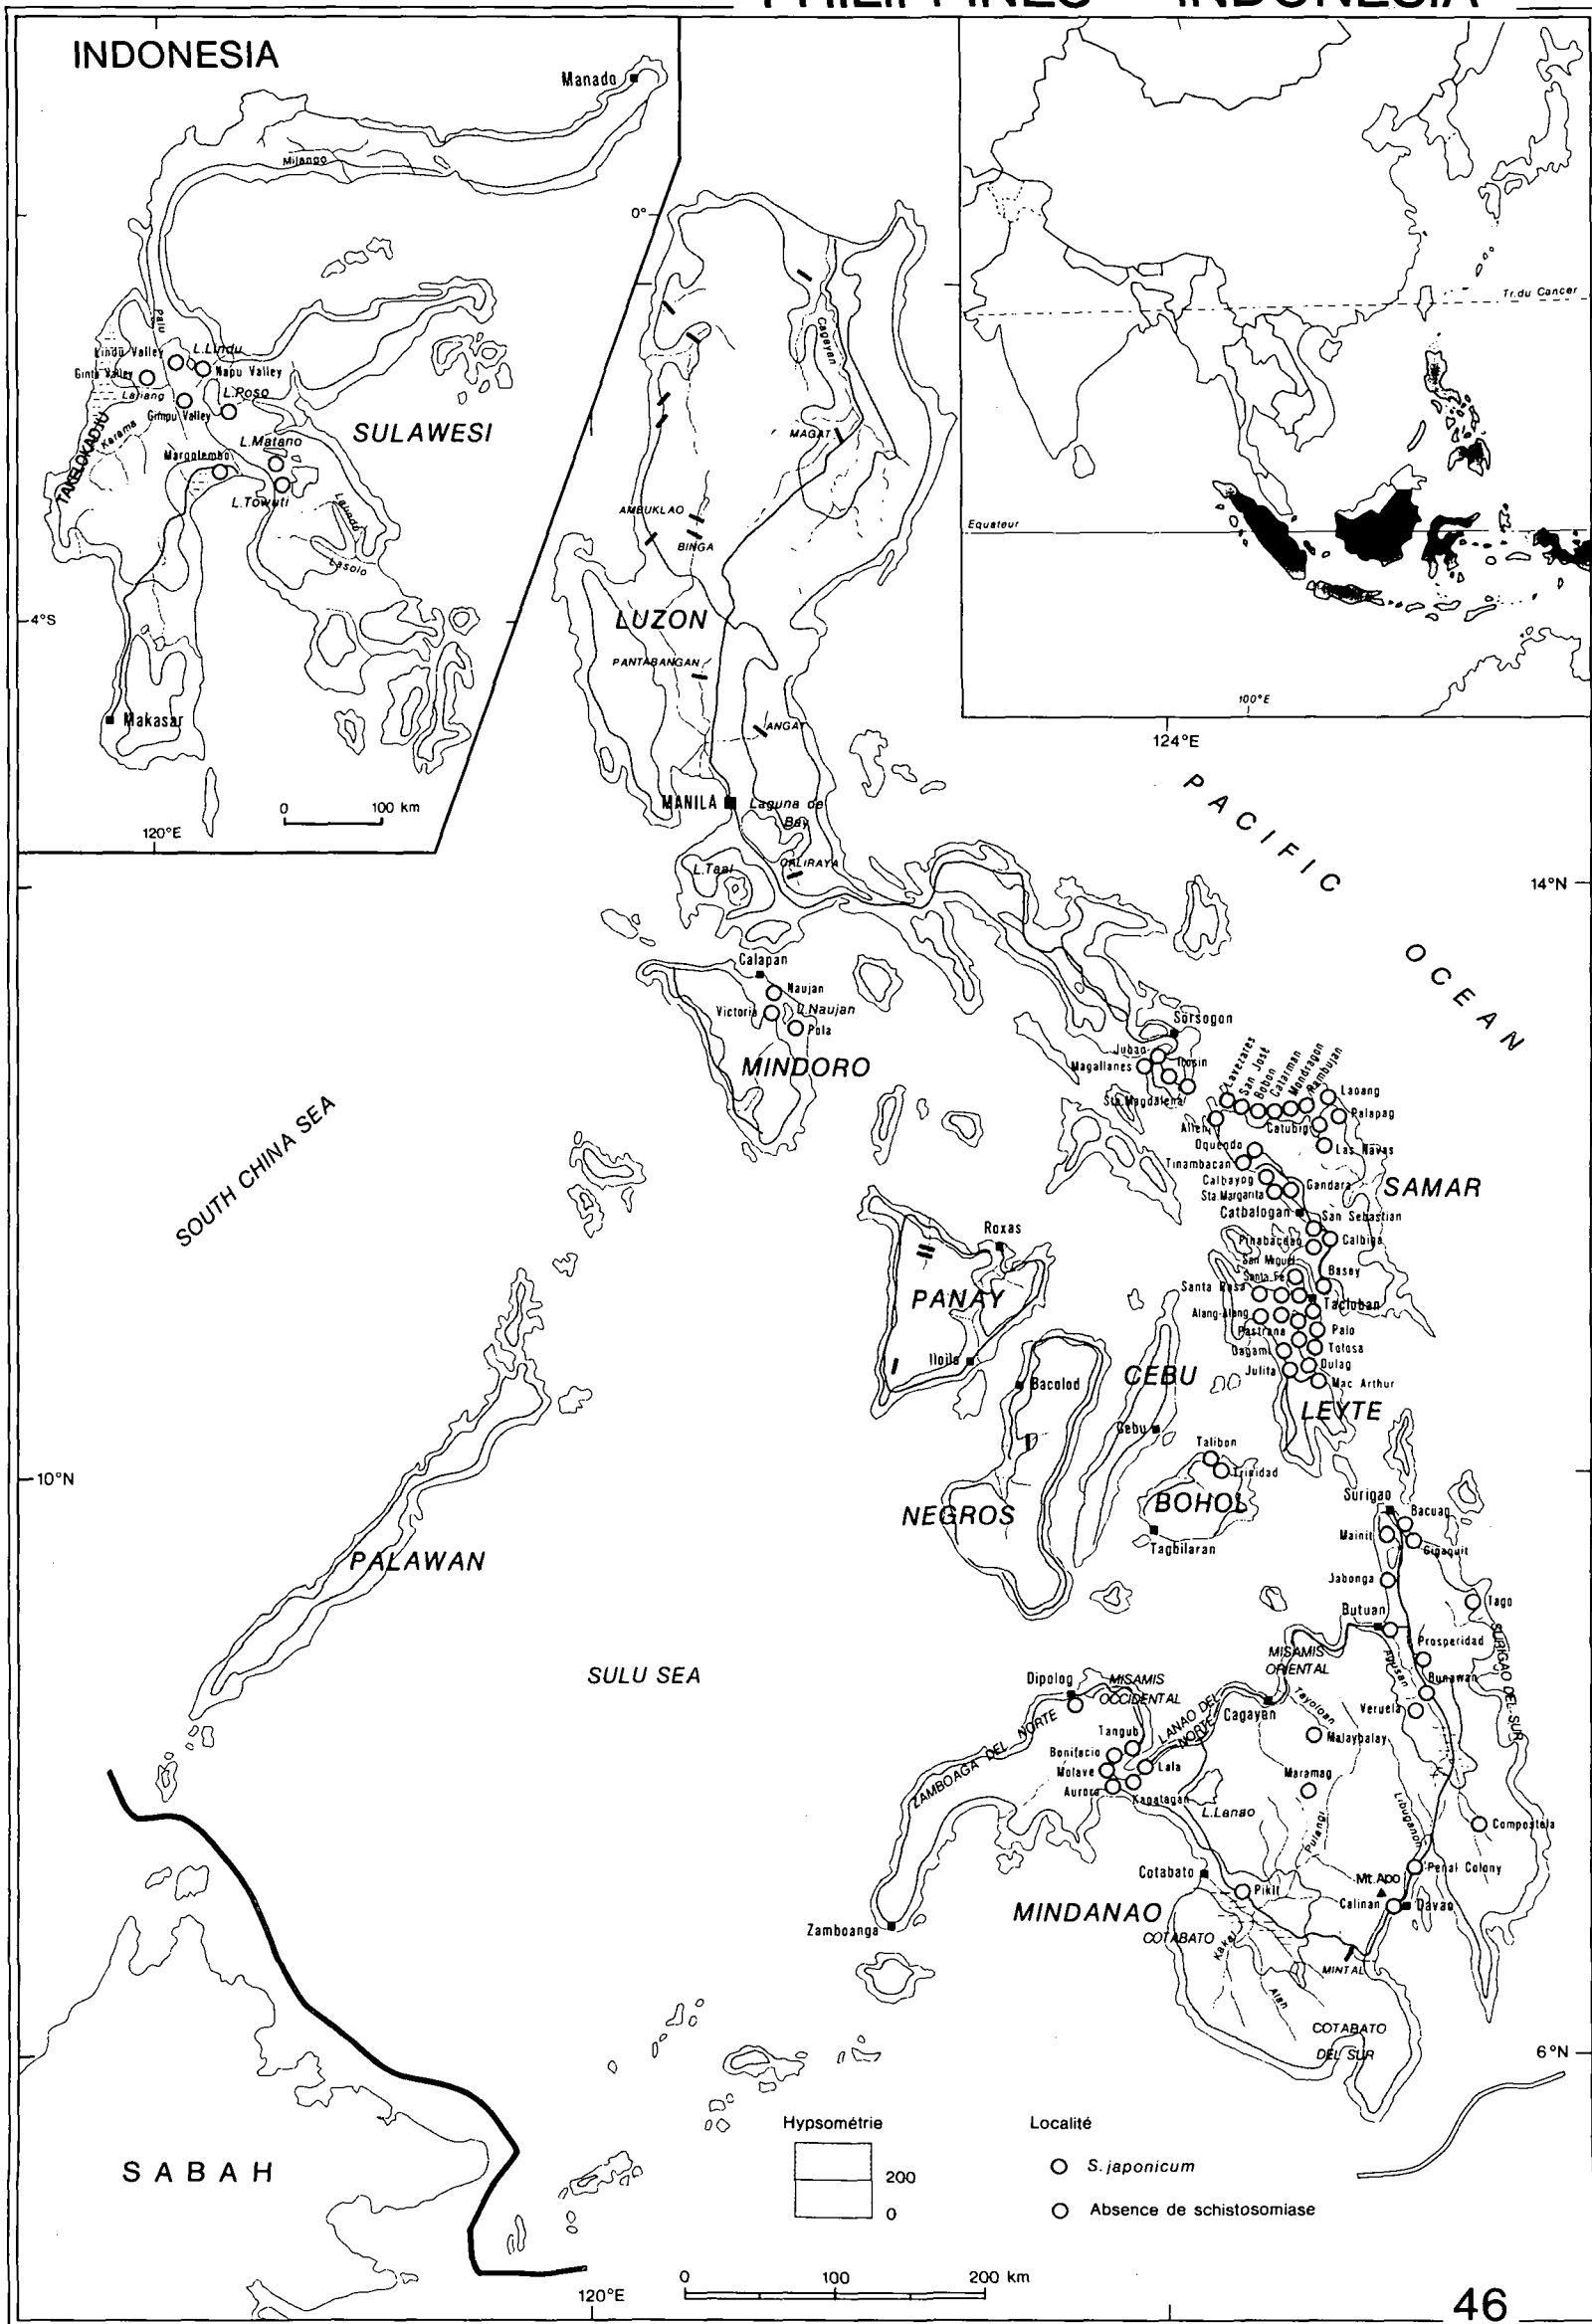 PHILIPPINES INDONESIA
INDONESIA
Manado
Milango
0°
Palu
Lindu Valley
L.Lindu
Napu Valley
Lariang
L.Poso
Gimpu Valley
SULAWESI
Karama
TAKELOKADJU
L.Matano
Margolembo
L.Towuti
Lalindu
Lasolo
4°S
Makasar
0 100 km
120°E
Tr.du Cancer
Equateur
100°E
124°E
Cagayan
MAGAT
AMBUKLAO
BINGA
LUZON
PANTABANGAN
ANGAT
MANILA
Laguna de
Bay
CALIRAYA
L.Taal
PACIFIC
OCEAN
14°N
Calapan
Naujan
Victoria
Pola
MINDORO
Sorsogon
Juban
Magallanes
Irosin
Sta.Magdalena
Lavezares
San José
Bobon
Catarman
Mondragon
Laoang
Palapag
Allen
Catubig
Las Navas
Oquendo
Tinambacan
Calbayog
Gandara
Sta.Margarita
SAMAR
Catbalogan
San Sebastian
Pinabacdao
Calbiga
San Miguel
Basey
Santa Fe
Santa Rosa
Tacloban
Alang-Alang
Pastrana
Palo
Dagami
Tolosa
Julita
Dulag
Mac Arthur
LEYTE
SOUTH CHINA SEA
Roxas
PANAY
Iloilo
Bacolod
CEBU
Cebu
Talibon
Trinidad
BOHOL
Tagbilaran
NEGROS
10°N
PALAWAN
SULU SEA
Surigao
Bacuag
Mainit
Gigaquit
Jabonga
Tago
Butuan
Prosperidad
SURIGAO DEL SUR
Agusan
Bunawan
Veruela
MISAMIS
ORIENTAL
Dipolog
MISAMIS
OCCIDENTAL
ZAMBOAGA DEL NORTE
LANAO DEL
NORTE
Cagayan
Tagoloan
Malaybalay
Tangub
Bonifacio
Molave
Lala
Aurora
Kapatagan
Maramag
L.Lanao
Pulangi
Libuganon
Compostela
Penal Colony
Mt.Apo
Calinan
Davao
Cotabato
Pikit
MINDANAO
COTABATO
Zamboanga
MINTAL
COTABATO
DEL SUR
6°N
SABAH
Hypsométrie
200
0
Localité
S.japonicum
Absence de schistosomiase
0 100 200 km
120°E
46